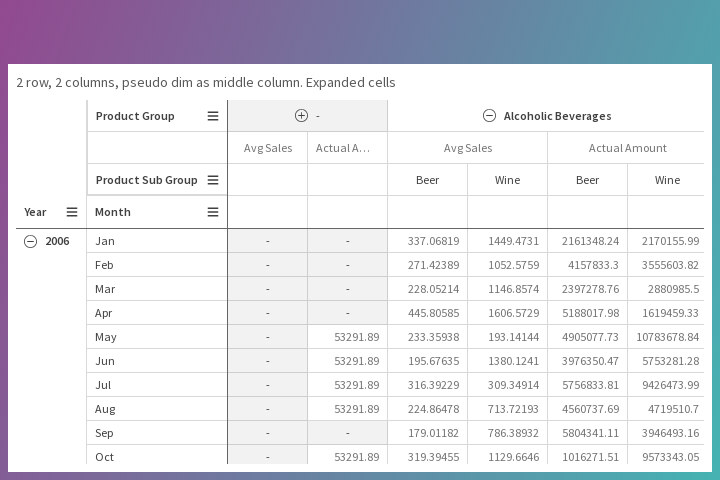 2 row, 2 columns, pseudo dim as middle column. Expanded cells
Product Group - Alcoholic Beverages
Avg Sales Actual A... Avg Sales Actual Amount
Product Sub Group Beer Wine Beer Wine
Year Month
2006 Jan - - 337.06819 1449.4731 2161348.24 2170155.99
Feb - - 271.42389 1052.5759 4157833.3 3555603.82
Mar - - 228.05214 1146.8574 2397278.76 2880985.5
Apr - - 445.80585 1606.5729 5188017.98 1619459.33
May - 53291.89 233.35938 193.14144 4905077.73 10783678.84
Jun - 53291.89 195.67635 1380.1241 3976350.47 5753281.28
Jul - 53291.89 316.39229 309.34914 5756833.81 9426473.99
Aug - 53291.89 224.86478 713.72193 4560737.69 4719510.7
Sep - - 179.01182 786.38932 5804341.11 3946493.16
Oct - 53291.89 319.39455 1129.6646 1016271.51 9573343.05